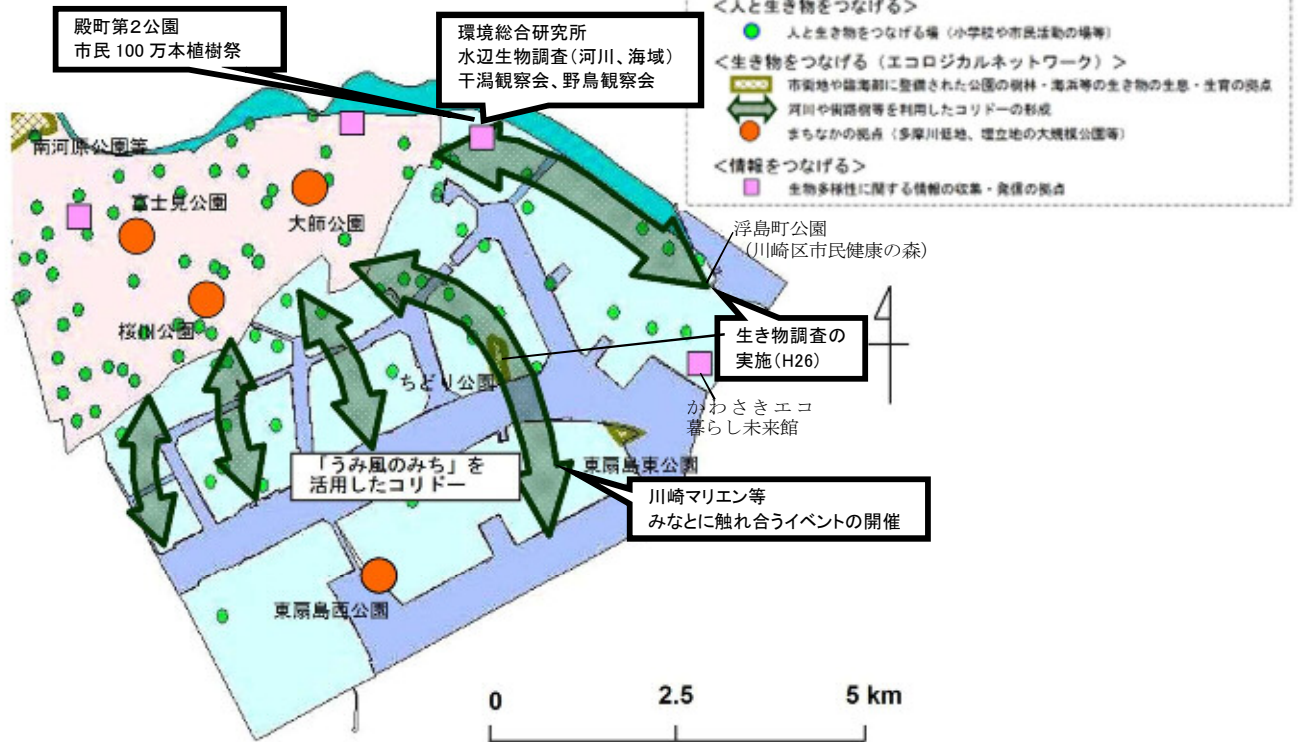 殿町第2公園
市民 100 万本植樹祭
環境総合研究所
水辺生物調査（河川、海域）
干潟観察会、野鳥観察会
＜人と生き物をつなげる＞
人と生き物をつなげる場（小学校や市民活動の場等）
＜生き物をつなげる（エコロジカルネットワーク）＞
市街地や臨海部に整備された公園の樹林・海浜等の生き物の生息・生育の拠点
河川や街路樹等を利用したコリドーの形成
まちなかの拠点（多摩川低地、埋立地の大規模公園等）
＜情報をつなげる＞
生物多様性に関する情報の収集・発信の拠点
南河原公園等
富士見公園
大師公園
浮島町公園
（川崎区市民健康の森）
桜川公園
生き物調査の
実施（H26）
ちどり公園
かわさきエコ
暮らし未来館
「うみ風のみち」を
活用したコリドー
東扇島東公園
川崎マリエン等
みなとに触れ合うイベントの開催
東扇島西公園
0 2.5 5 km